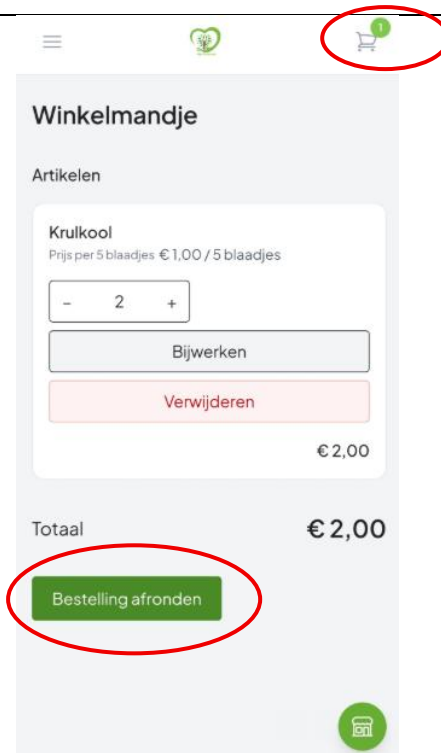 1
Winkelmandje
Artikelen
Krulkool
Prijs per 5 blaadjes € 1,00 / 5 blaadjes
- 2 +
Bijwerken
Verwijderen
€ 2,00
Totaal € 2,00
Bestelling afronden